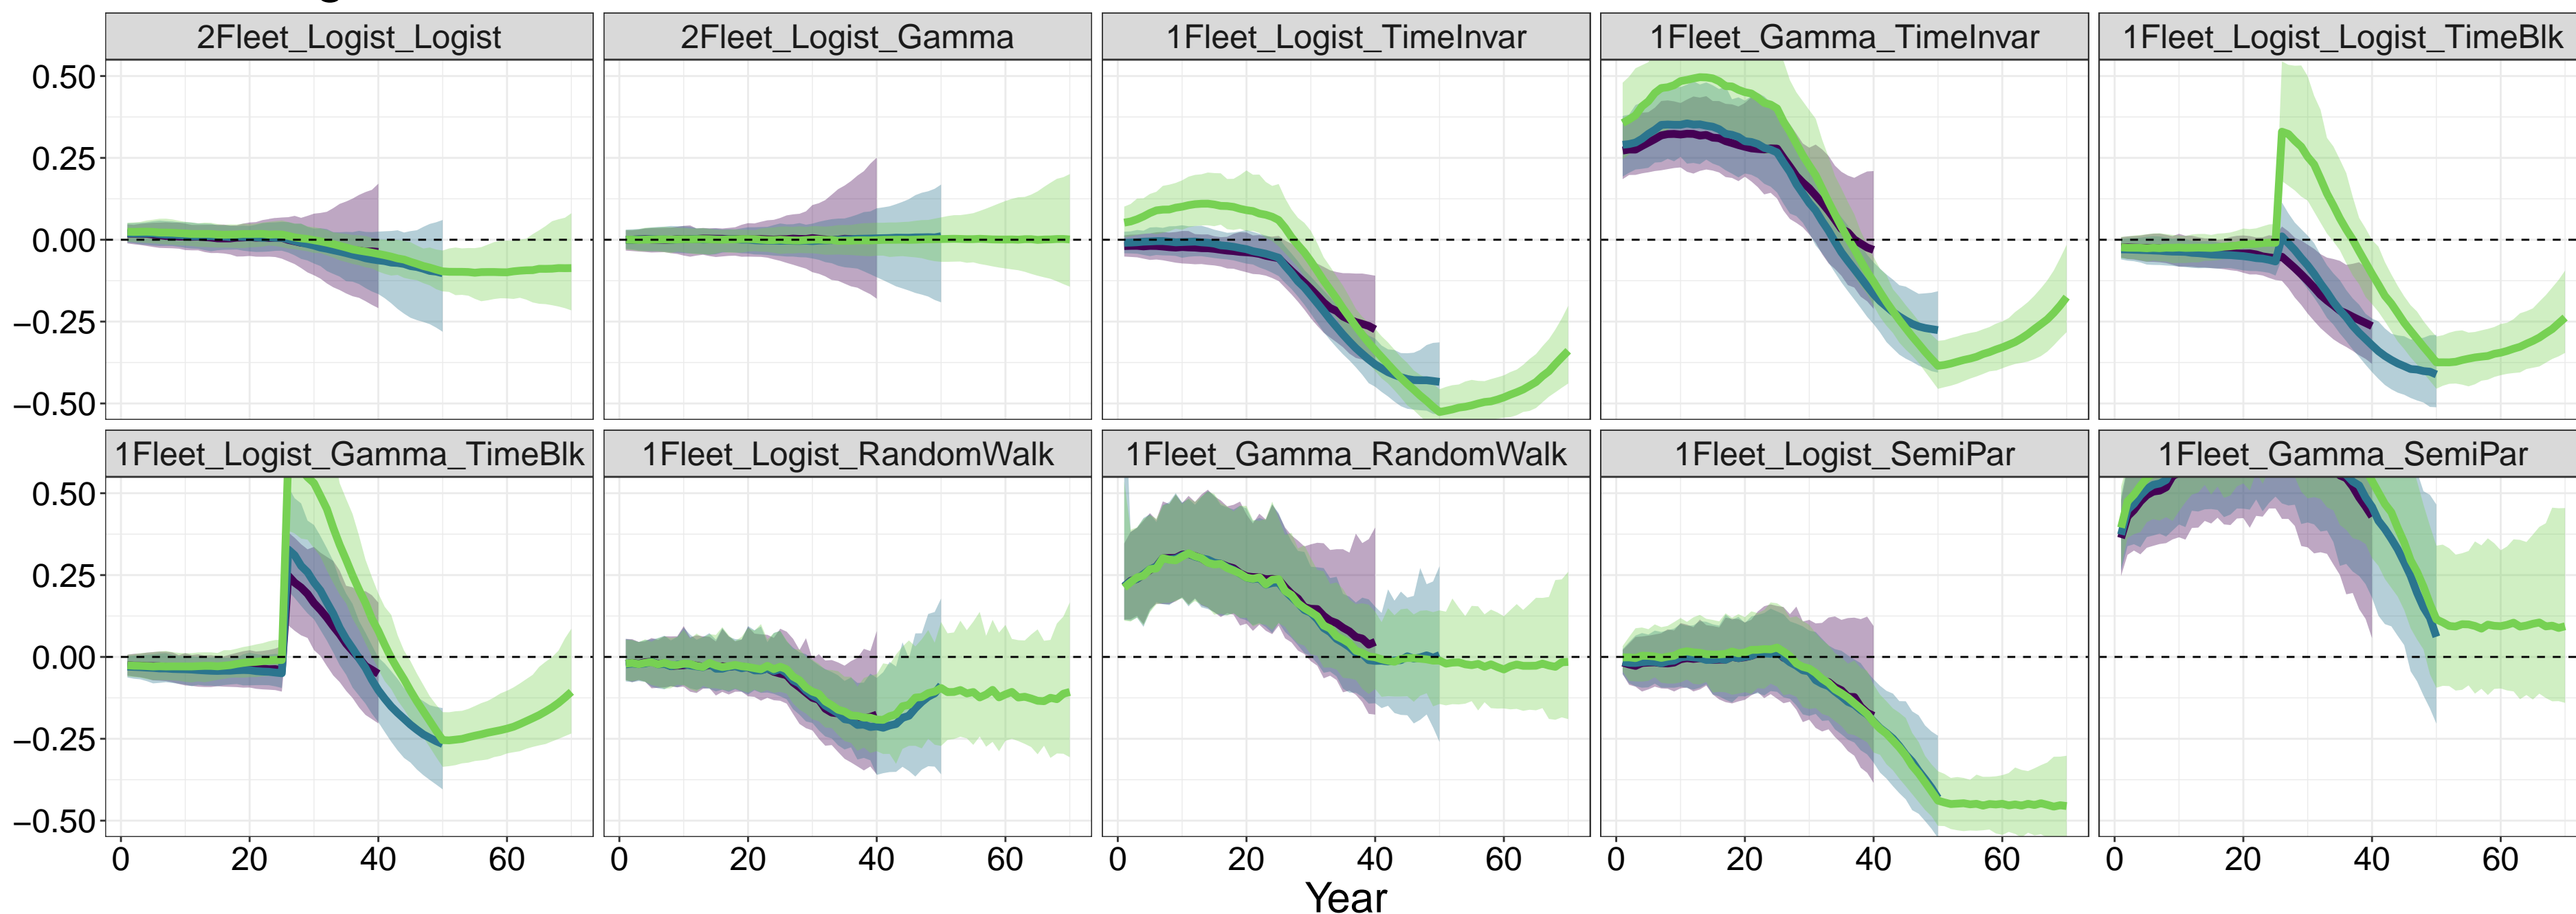 2Fleet_Logist_Logist
2Fleet_Logist_Gamma
1Fleet_Logist_TimeInvar
1Fleet_Gamma_TimeInvar
1Fleet_Logist_Logist_TimeBlk
0.50
0.25
0.00
−0.25
−0.50
1Fleet_Logist_Gamma_TimeBlk
1Fleet_Logist_RandomWalk
1Fleet_Gamma_RandomWalk
1Fleet_Logist_SemiPar
1Fleet_Gamma_SemiPar
0.50
0.25
0.00
−0.25
−0.50
0 20 40 60
0 20 40 60
0 20 40 60
0 20 40 60
0 20 40 60
Year